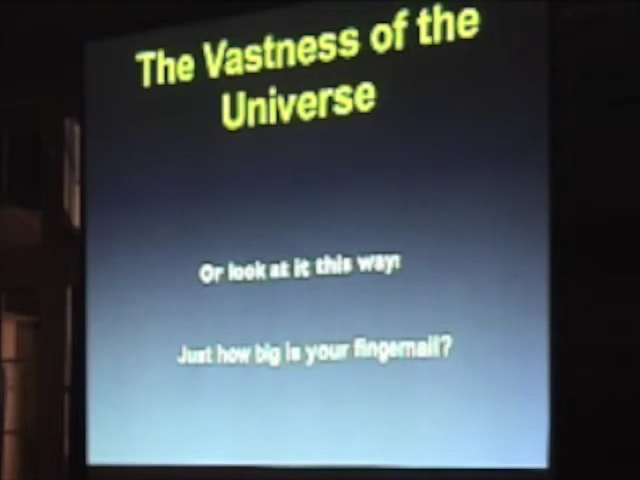 The Vastness of the
Universe
Or look at it this way:
Just how big is your fingernail?